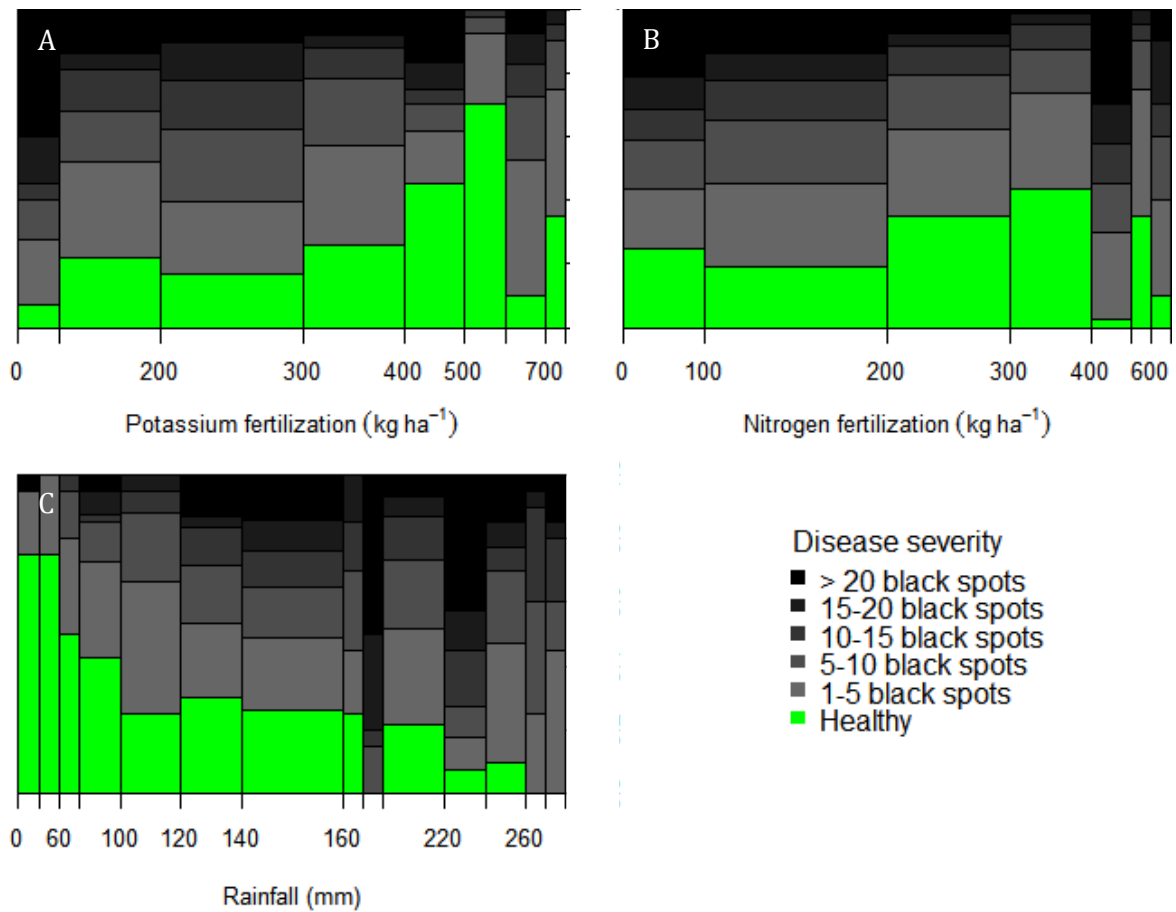 A
B
0 200 300 400 500 700
0 100 200 300 400 600
Potassium fertilization (kg ha⁻¹)
Nitrogen fertilization (kg ha⁻¹)
C
Disease severity
> 20 black spots
15-20 black spots
10-15 black spots
5-10 black spots
1-5 black spots
Healthy
0 60 100 120 140 160 220 260
Rainfall (mm)